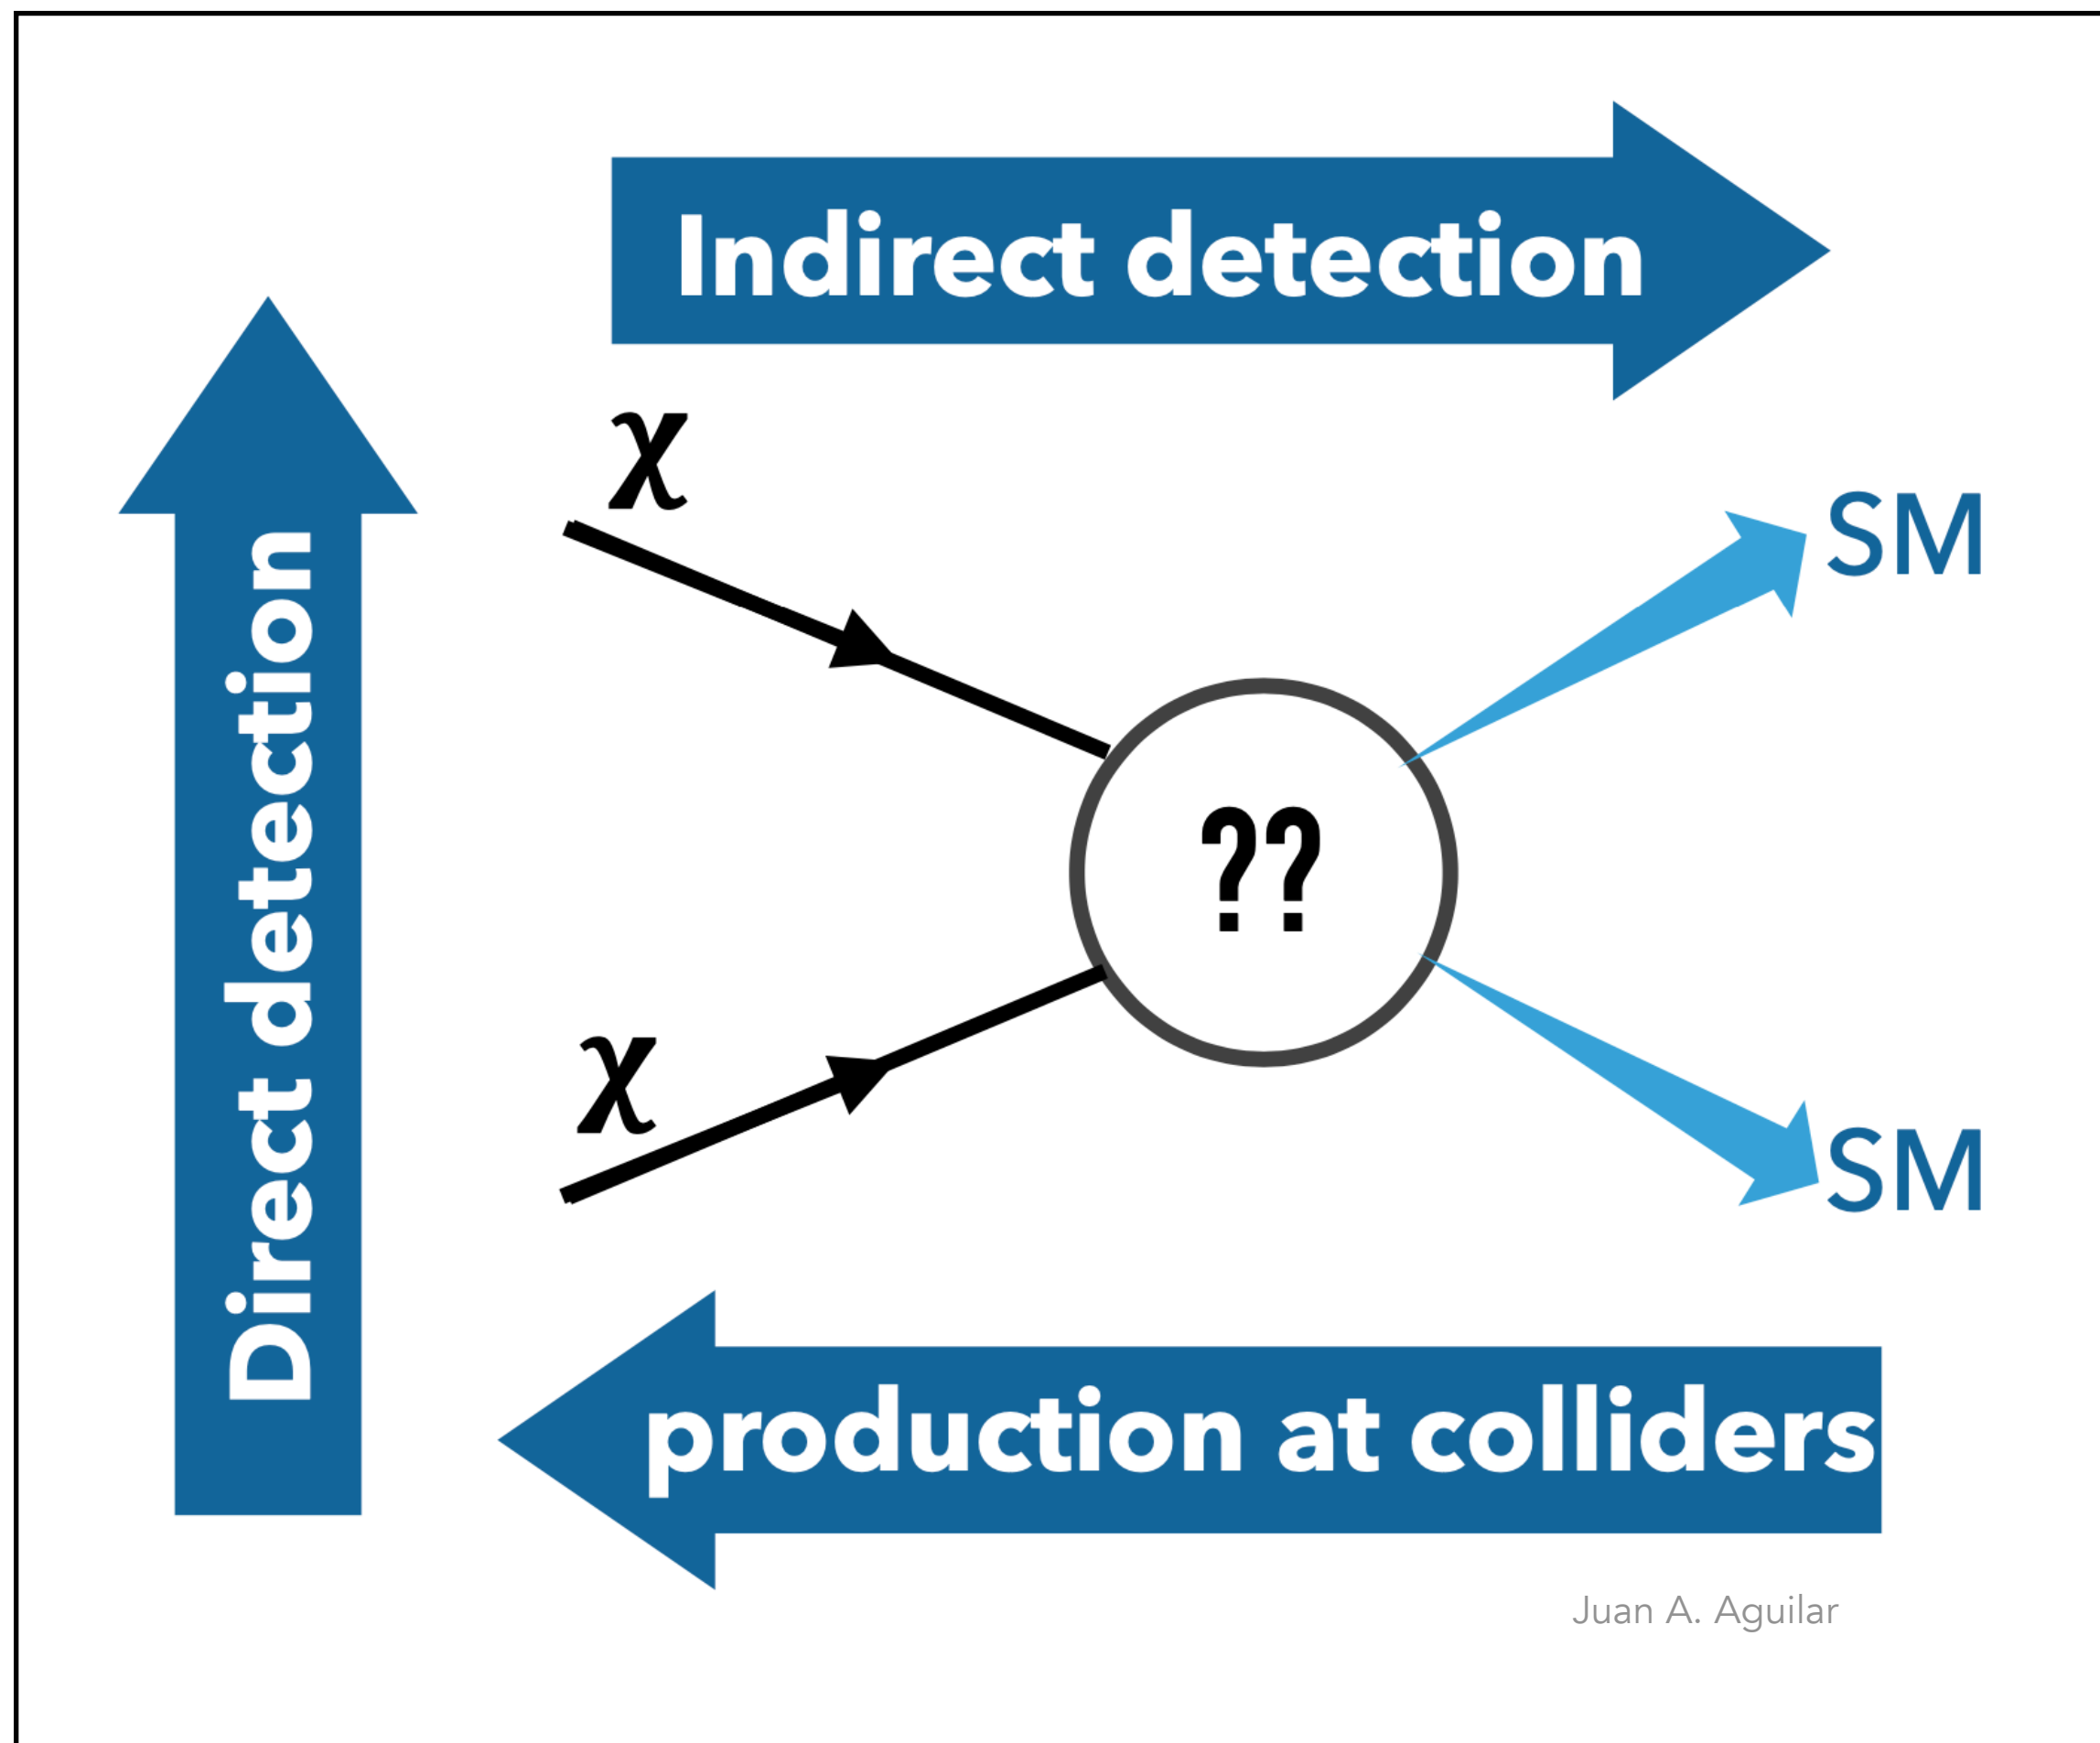 Indirect detection
Direct detection
χ
SM
??
χ
SM
production at colliders
Juan A. Aguilar